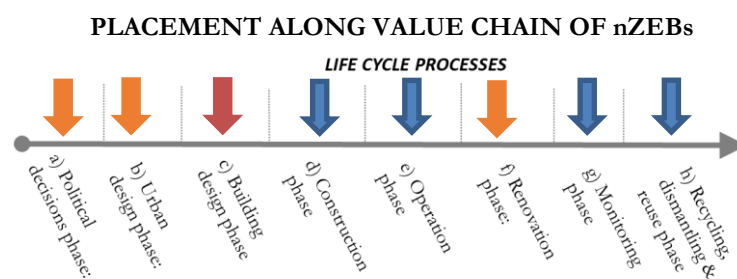 PLACEMENT ALONG VALUE CHAIN OF nZEBs
LIFE CYCLE PROCESSES
a) Political
decisions phase:
b) Urban
design phase:
c) Building
design phase
d) Construction
phase
e) Operation
phase
f) Renovation
phase:
g) Monitoring
phase
h) Recycling,
dismantling &
reuse phase